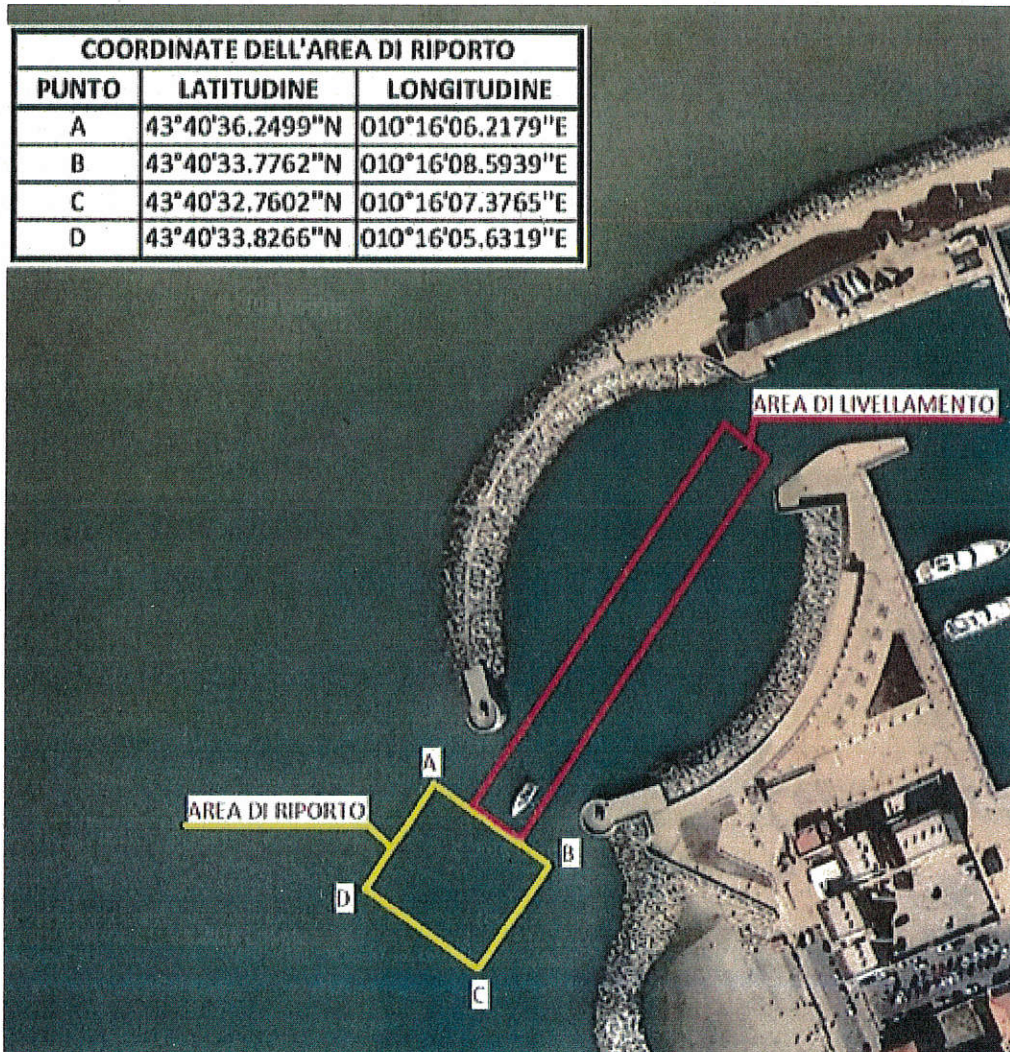 COORDINATE DELL'AREA DI RIPORTO
PUNTO LATITUDINE LONGITUDINE
A 43°40'36.2499"N 010°16'06.2179"E
B 43°40'33.7762"N 010°16'08.5939"E
C 43°40'32.7602"N 010°16'07.3765"E
D 43°40'33.8266"N 010°16'05.6319"E
AREA DI LIVELLAMENTO
A
AREA DI RIPORTO
B
D
C